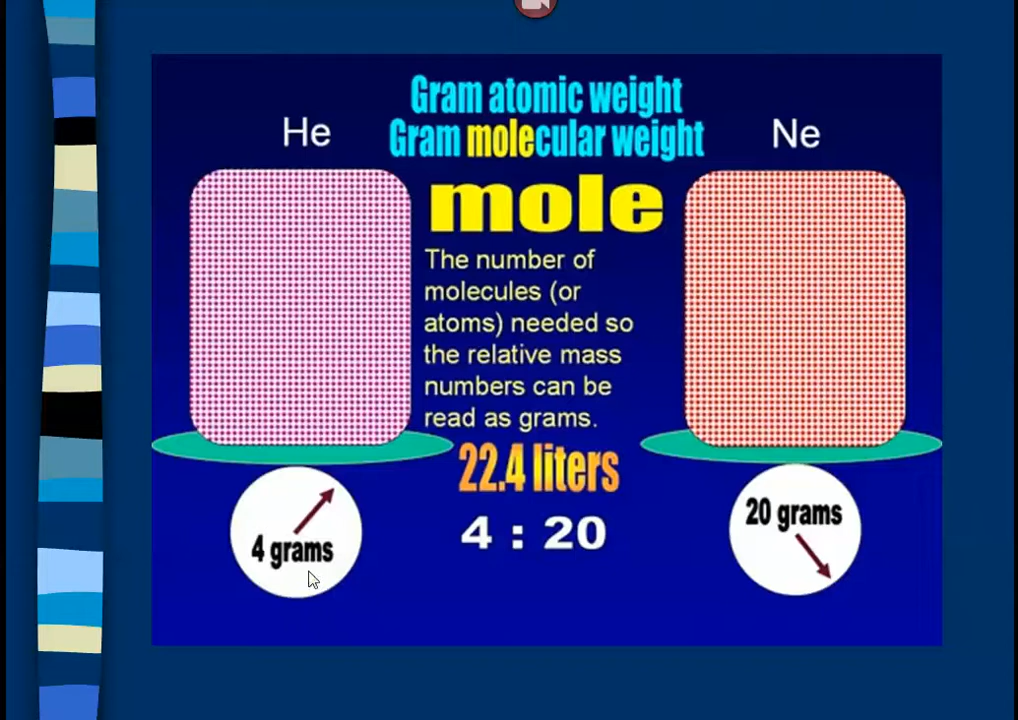 Gram atomic weight
He
Gram molecular weight
Ne
mole
The number of
molecules (or
atoms) needed so
the relative mass
numbers can be
read as grams.
22.4 liters
4 : 20
4 grams
20 grams